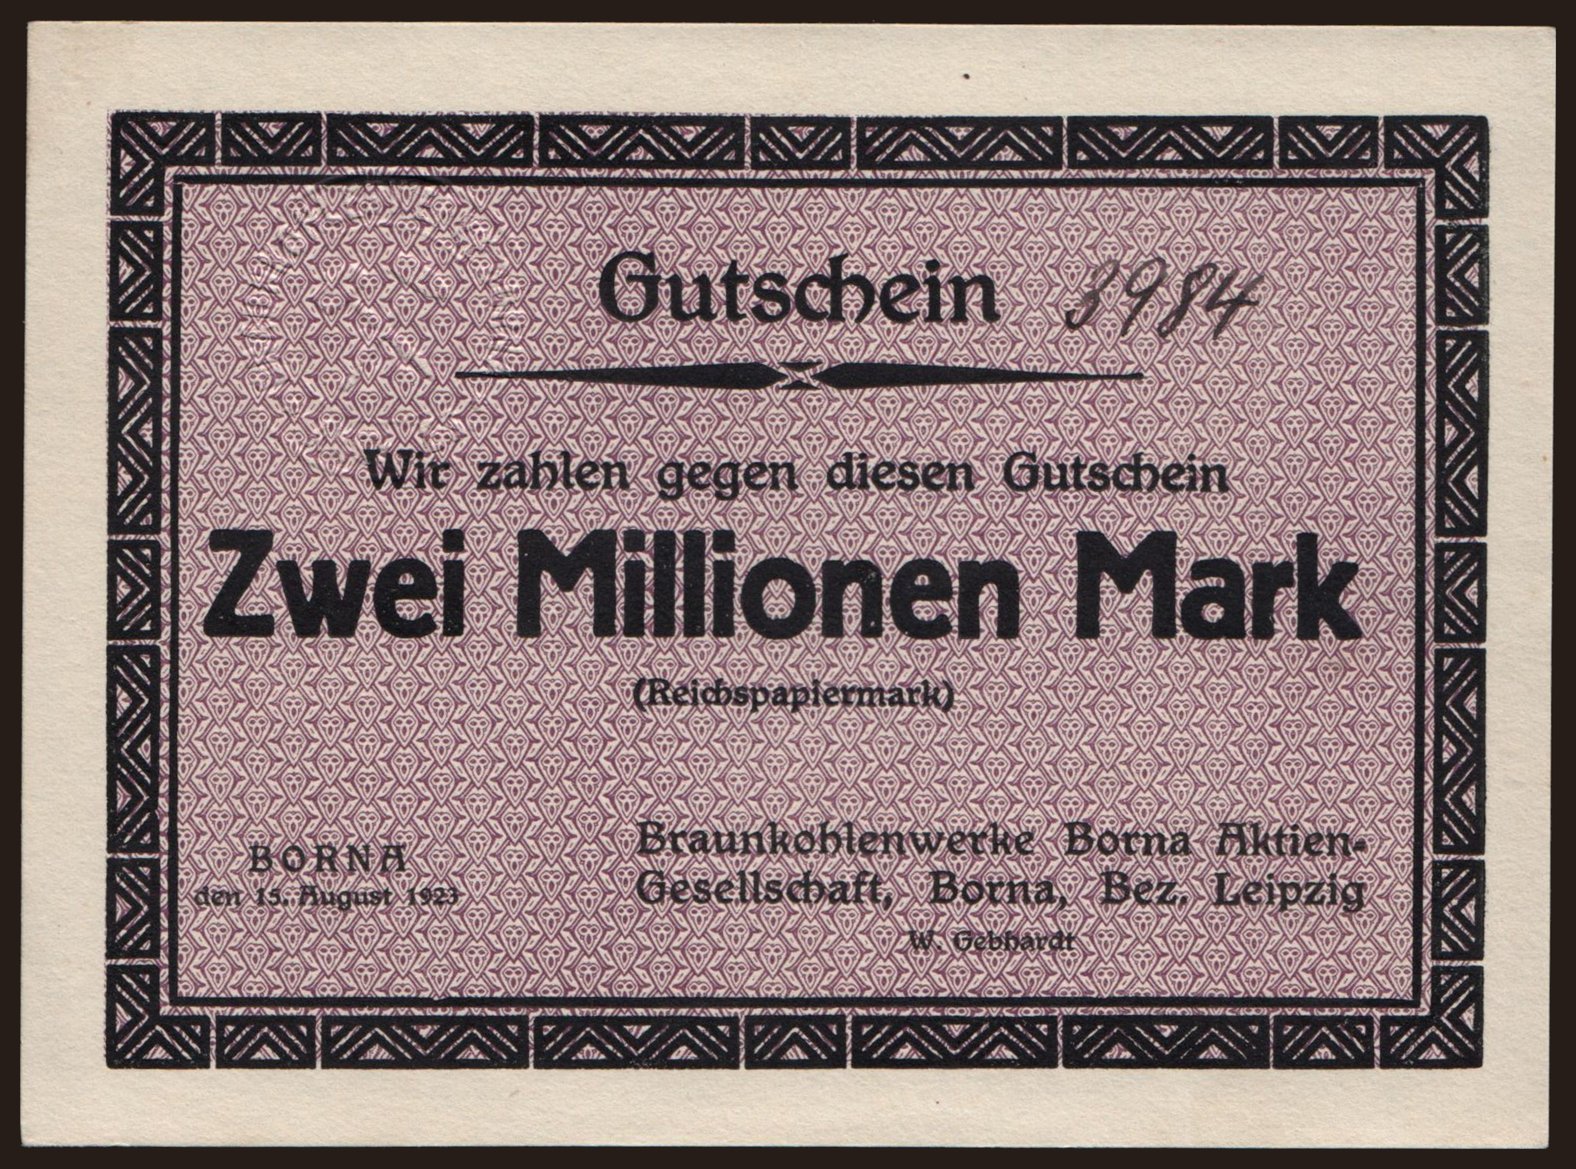 Gutschein 3984
Wir zahlen gegen diesen Gutschein
Zwei Millionen Mark
(Reichspapiermark)
BORNA
den 15. August 1923
Braunkohlenwerke Borna Aktien-
Gesellschaft, Borna, Bez. Leipzig
W. Gebhardt